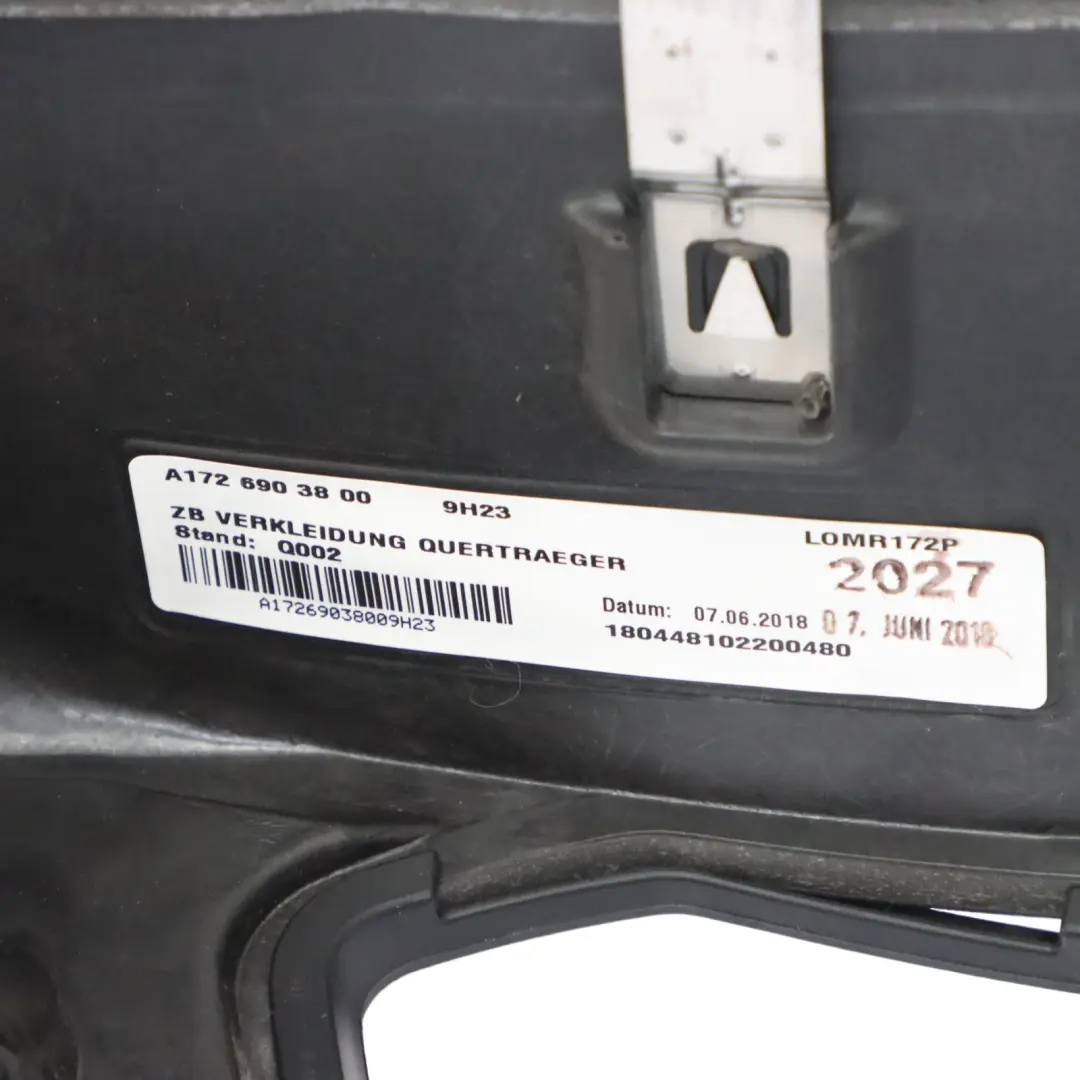 A172 690 38 00 9H23
ZB VERKLEIDUNG QUERTRAEGER
Stand: Q002
A17269038009H23
LOMR172P
2027
Datum: 07.06.2018 07. JUNI 2018
180448102200480